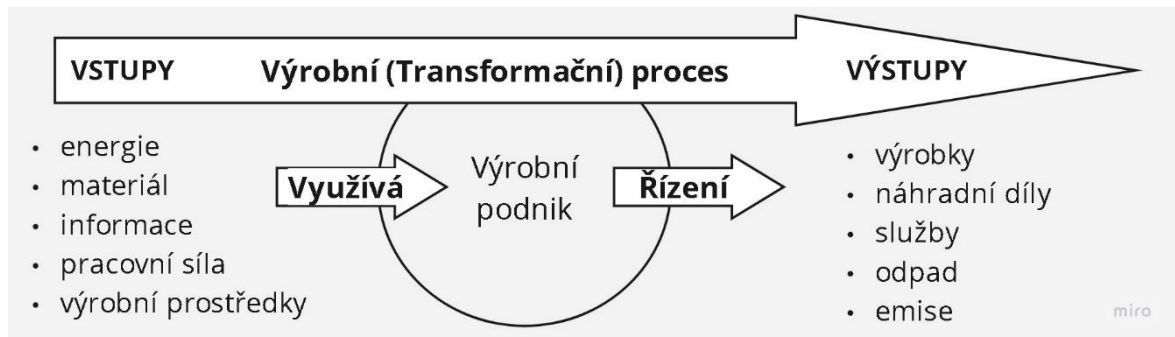 VSTUPY Výrobní (Transformační) proces VÝSTUPY
• energie
• materiál
• informace
• pracovní síla
• výrobní prostředky
Využívá
Výrobní
podnik
Řízení
• výrobky
• náhradní díly
• služby
• odpad
• emise
miro